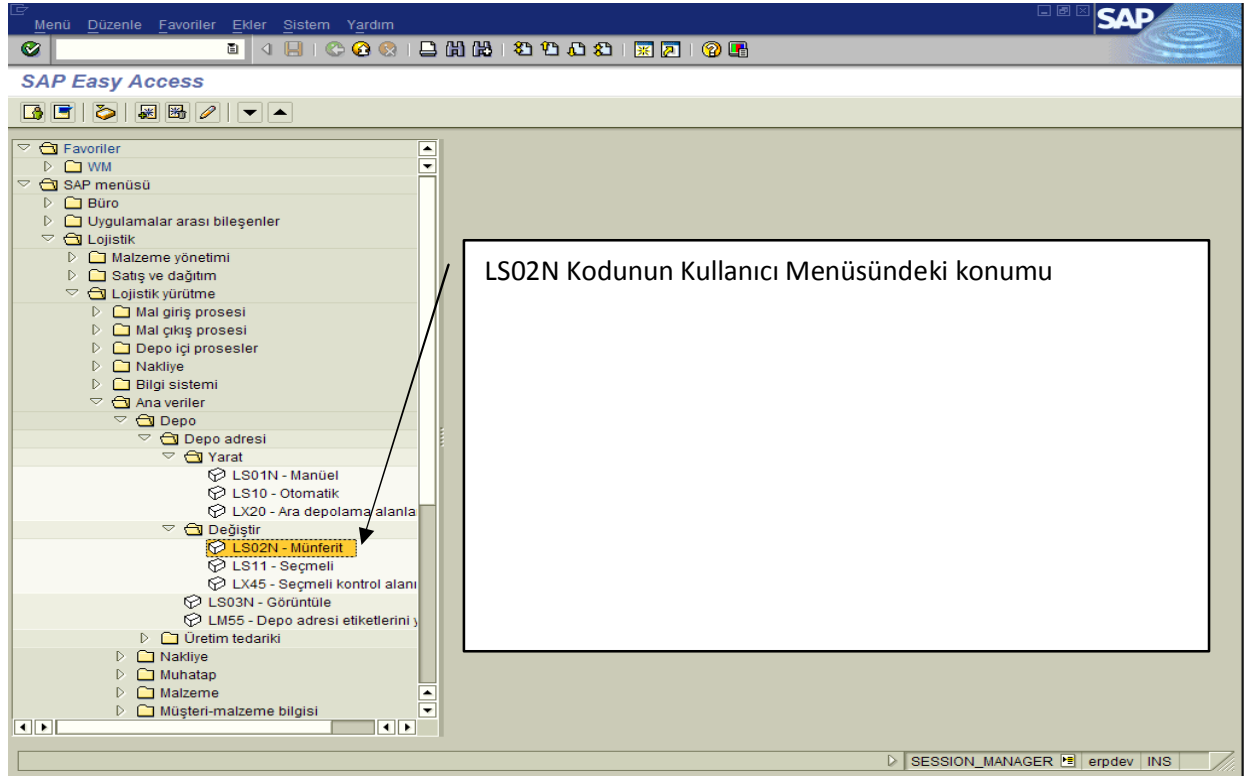 Menü Düzenle Favoriler Ekler Sistem Yardım
SAP
SAP Easy Access
Favoriler
WM
SAP menüsü
Büro
Uygulamalar arası bileşenler
Lojistik
Malzeme yönetimi
Satış ve dağıtım
Lojistik yürütme
Mal giriş prosesi
Mal çıkış prosesi
Depo içi prosesler
Nakliye
Bilgi sistemi
Ana veriler
Depo
Depo adresi
Yarat
LS01N - Manüel
LS10 - Otomatik
LX20 - Ara depolama alanla
Değiştir
LS02N - Münferit
LS11 - Seçmeli
LX45 - Seçmeli kontrol alanı
LS03N - Görüntüle
LM55 - Depo adresi etiketlerini y
Üretim tedariki
Nakliye
Muhatap
Malzeme
Müşteri-malzeme bilgisi
LS02N Kodunun Kullanıcı Menüsündeki konumu
SESSION_MANAGER erpdev INS